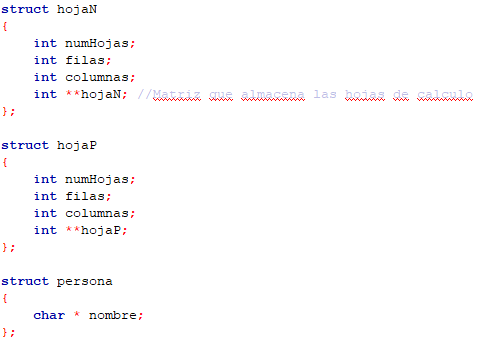 struct hojaN
{
int numHojas;
int filas;
int columnas;
int **hojaN; //Matriz que almacena las hojas de calculo
};
struct hojaP
{
int numHojas;
int filas;
int columnas;
int **hojaP;
};
struct persona
{
char * nombre;
};